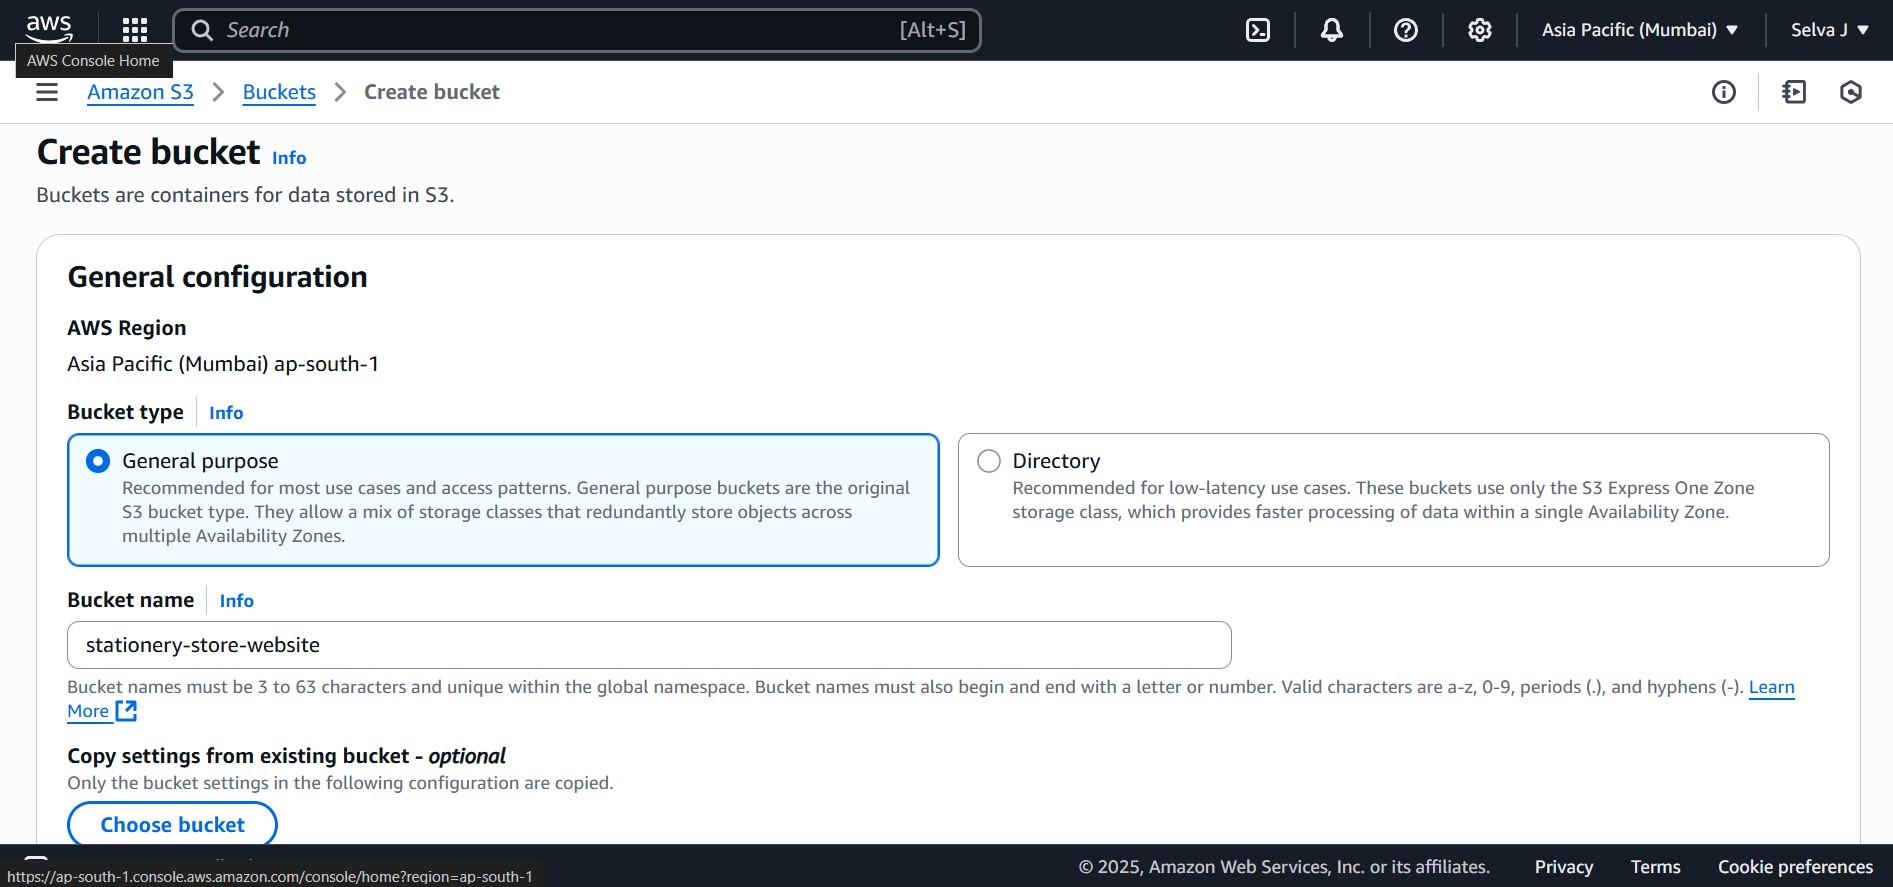 aws
Search
[Alt+S]
Asia Pacific (Mumbai)
Selva J
AWS Console Home
Amazon S3
Buckets
Create bucket
Create bucket
Info
Buckets are containers for data stored in S3.
General configuration
AWS Region
Asia Pacific (Mumbai) ap-south-1
Bucket type
Info
General purpose
Recommended for most use cases and access patterns. General purpose buckets are the original
S3 bucket type. They allow a mix of storage classes that redundantly store objects across
multiple Availability Zones.
Directory
Recommended for low-latency use cases. These buckets use only the S3 Express One Zone
storage class, which provides faster processing of data within a single Availability Zone.
Bucket name
Info
stationery-store-website
Bucket names must be 3 to 63 characters and unique within the global namespace. Bucket names must also begin and end with a letter or number. Valid characters are a-z, 0-9, periods (.), and hyphens (-). Learn
More
Copy settings from existing bucket - optional
Only the bucket settings in the following configuration are copied.
Choose bucket
© 2025, Amazon Web Services, Inc. or its affiliates.
Privacy
Terms
Cookie preferences
https://ap-south-1.console.aws.amazon.com/console/home?region=ap-south-1